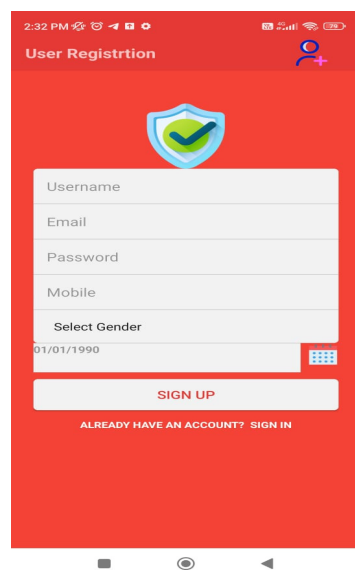 2:32 PM
User Registrtion
Username
Email
Password
Mobile
Select Gender
01/01/1990
SIGN UP
ALREADY HAVE AN ACCOUNT? SIGN IN